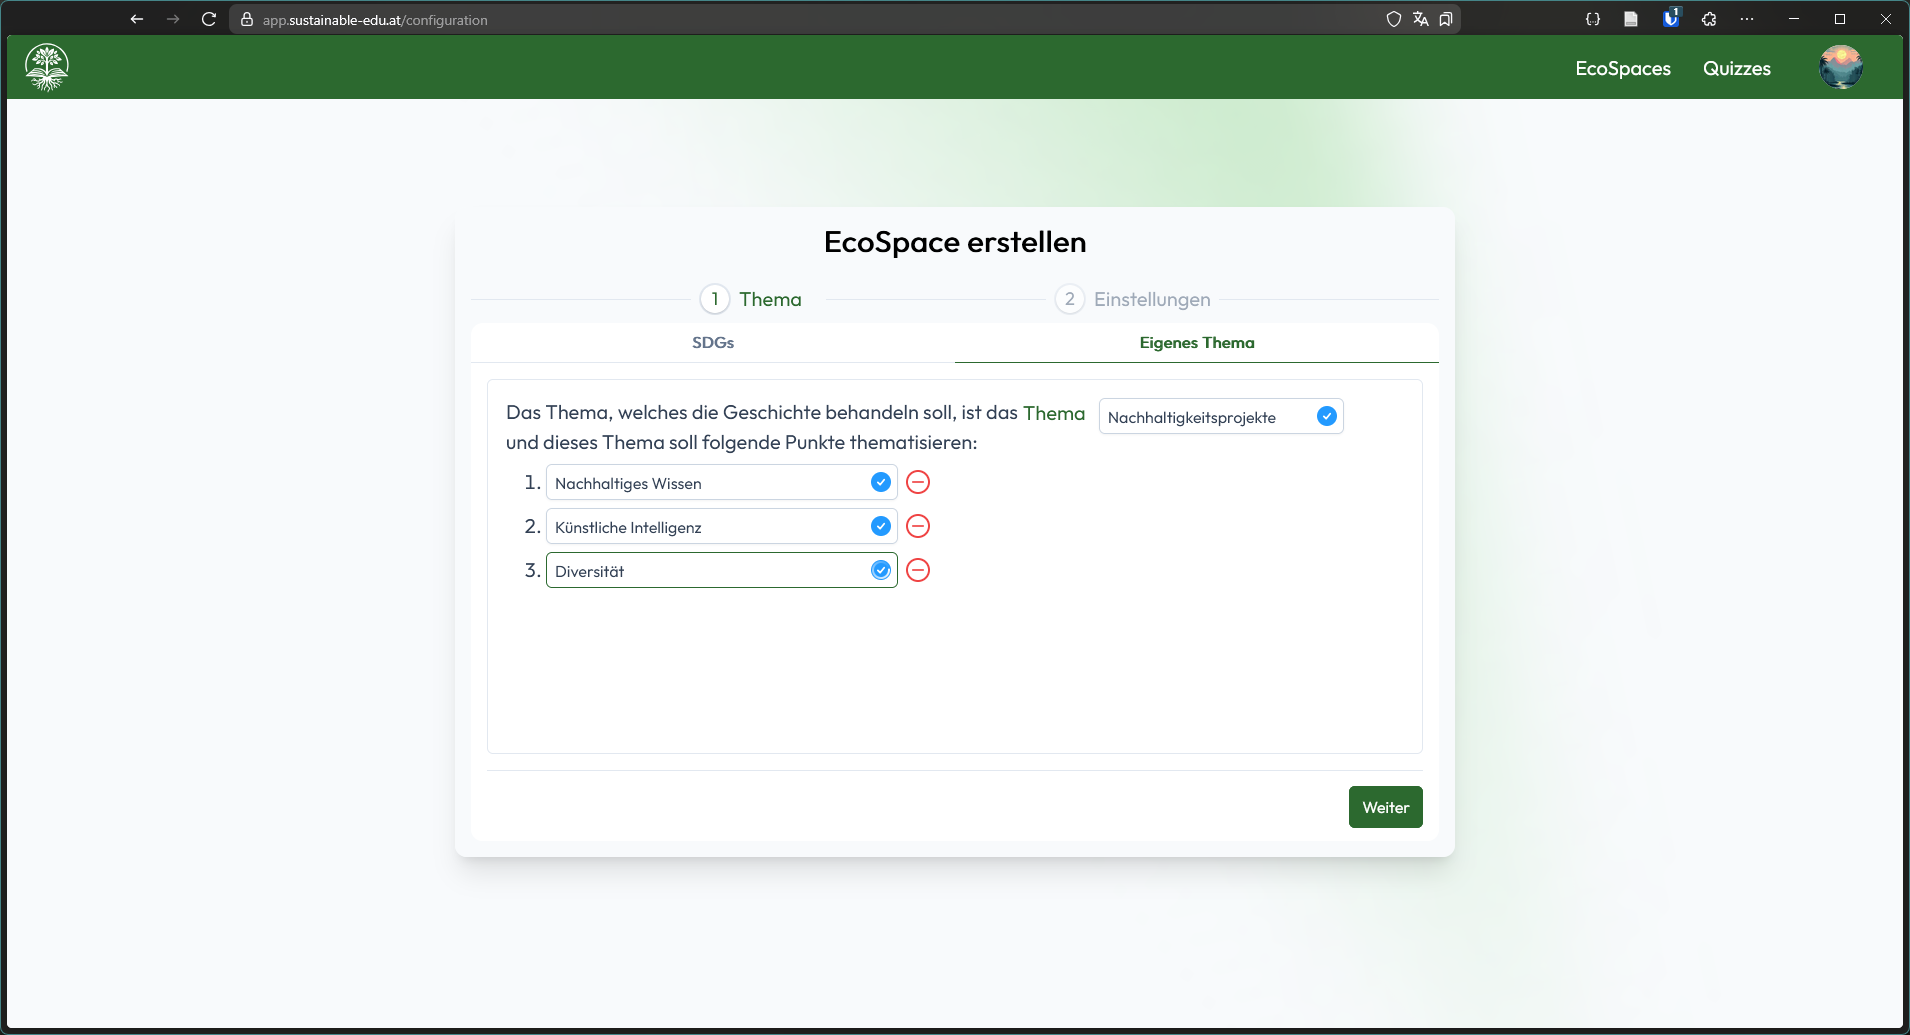 app.sustainable-edu.at/configuration
1
EcoSpaces
Quizzes
EcoSpace erstellen
1 Thema
2 Einstellungen
SDGs
Eigenes Thema
Das Thema, welches die Geschichte behandeln soll, ist das Thema Nachhaltigkeitsprojekte
und dieses Thema soll folgende Punkte thematisieren:
1. Nachhaltiges Wissen
2. Künstliche Intelligenz
3. Diversität
Weiter